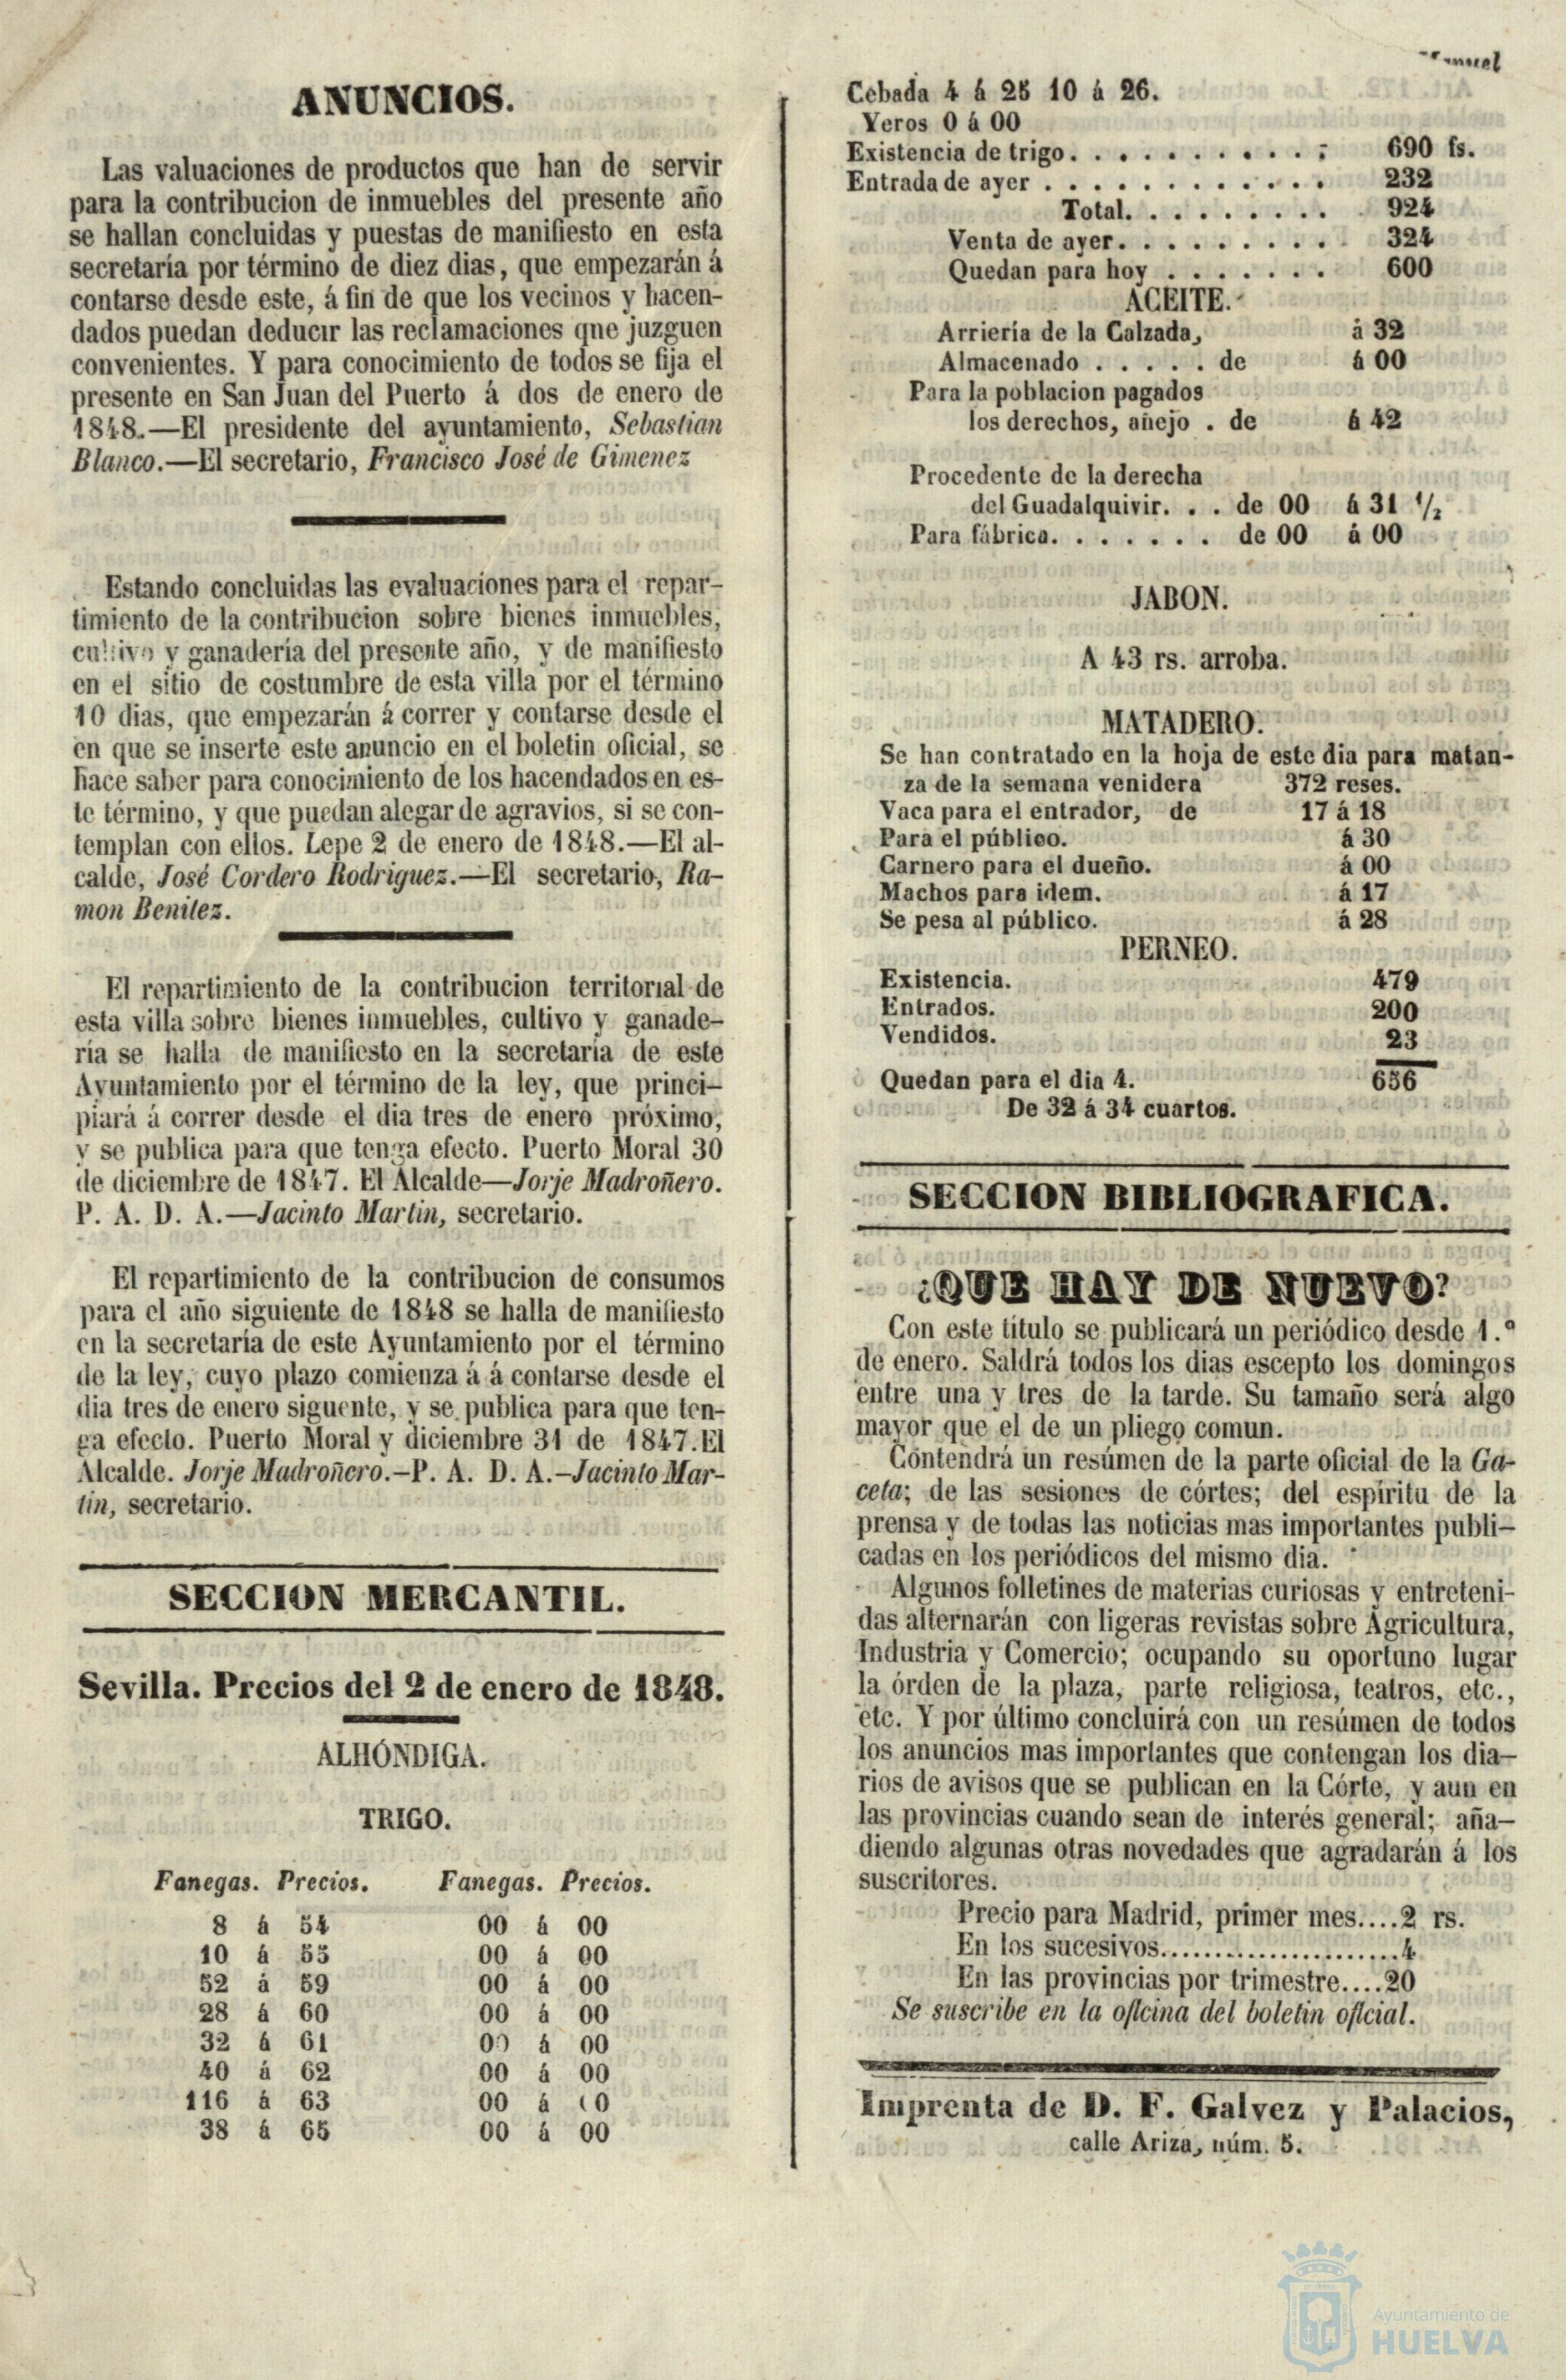 ANUNCIOS.
Las valuaciones de productos que han de servir
para la contribucion de inmuebles del presente año
se hallan concluidas y puestas de manifiesto en esta
secretaría por término de diez dias, que empezarán á
contarse desde este, á fin de que los vecinos y hacen-
dados puedan deducir las reclamaciones qne juzguen
convenientes. Y para conocimiento de todos se fija el
presente en San Juan del Puerto á dos de enero de
1848.—El presidente del ayuntamiento, Sebastian
Blanco.—El secretario, Francisco José de Gimenez
Estando concluidas las evaluaciones para el repar-
timiento de la contribucion sobre bienes inmuebles,
cultivo y ganadería del presente año, y de manifiesto
en el sitio de costumbre de esta villa por el término
10 dias, que empezarán á correr y contarse desde el
en que se inserte este anuncio en el boletin oficial, se
hace saber para conocimiento de los hacendados en es-
te término, y que puedan alegar de agravios, si se con-
templan con ellos. Lepe 2 de enero de 1848.—El al-
calde, José Cordero Rodriguez.—El secretario, Ra-
mon Benitez.
El repartimiento de la contribucion territorial de
esta villa sobre bienes inmuebles, cultivo y ganade-
ría se halla de manifiesto en la secretaría de este
Ayuntamiento por el término de la ley, que princi-
piará á correr desde el dia tres de enero próximo,
y se publica para que tenga efecto. Puerto Moral 30
de diciembre de 1847. El Alcalde—Jorje Madroñero.
P. A. D. A.—Jacinto Martin, secretario.
El repartimiento de la contribucion de consumos
para el año siguiente de 1848 se halla de manifiesto
en la secretaría de este Ayuntamiento por el término
de la ley, cuyo plazo comienza á á contarse desde el
dia tres de enero siguente, y se publica para que ten-
ga efecto. Puerto Moral y diciembre 31 de 1847. El
Alcalde. Jorje Madroñero.—P. A. D. A.—Jacinto Mar-
tin, secretario.
SECCION MERCANTIL.
Sevilla. Precios del 2 de enero de 1848.
ALHÓNDIGA.
TRIGO.
Fanegas. Precios. Fanegas. Precios.
8 á 54 00 á 00
10 á 55 00 á 00
52 á 59 00 á 00
28 á 60 00 á 00
32 á 61 00 á 00
40 á 62 00 á 00
116 á 63 00 á 00
38 á 65 00 á 00
Cebada 4 á 25 10 á 26.
Yeros 0 á 00
Existencia de trigo. . . . . . . . . . . 690 fs.
Entrada de ayer . . . . . . . . . . . . 232
Total. . . . . . . . . 924
Venta de ayer. . . . . . . . . . 324
Quedan para hoy . . . . . . . 600
ACEITE.
Arriería de la Calzada, á 32
Almacenado . . . . . de á 00
Para la poblacion pagados
los derechos, añejo . de á 42
Procedente de la derecha
del Guadalquivir. . . de 00 á 31 1/2
Para fábrica. . . . . . . de 00 á 00
JABON.
A 43 rs. arroba.
MATADERO.
Se han contratado en la hoja de este dia para matan-
za de la semana venidera 372 reses.
Vaca para el entrador, de 17 á 18
Para el público. á 30
Carnero para el dueño. á 00
Machos para idem. á 17
Se pesa al público. á 28
PERNEO.
Existencia. 479
Entrados. 200
Vendidos. 23
Quedan para el dia 4. 656
De 32 á 34 cuartos.
SECCION BIBLIOGRAFICA.
¿QUE HAY DE NUEVO?
Con este título se publicará un periódico desde 1.º
de enero. Saldrá todos los dias escepto los domingos
entre una y tres de la tarde. Su tamaño será algo
mayor que el de un pliego comun.
Contendrá un resúmen de la parte oficial de la Ga-
ceta; de las sesiones de córtes; del espíritu de la
prensa y de todas las noticias mas importantes publi-
cadas en los periódicos del mismo dia.
Algunos folletines de materias curiosas y entreteni-
das alternarán con ligeras revistas sobre Agricultura,
Industria y Comercio; ocupando su oportuno lugar
la órden de la plaza, parte religiosa, teatros, etc.,
etc. Y por último concluirá con un resúmen de todos
los anuncios mas importantes que contengan los dia-
rios de avisos que se publican en la Córte, y aun en
las provincias cuando sean de interés general; aña-
diendo algunas otras novedades que agradarán á los
suscritores.
Precio para Madrid, primer mes....2 rs.
En los sucesivos......................4
En las provincias por trimestre....20
Se suscribe en la oficina del boletin oficial.
Imprenta de D. F. Galvez y Palacios,
calle Ariza, núm. 5.
Ayuntamiento de
HUELVA